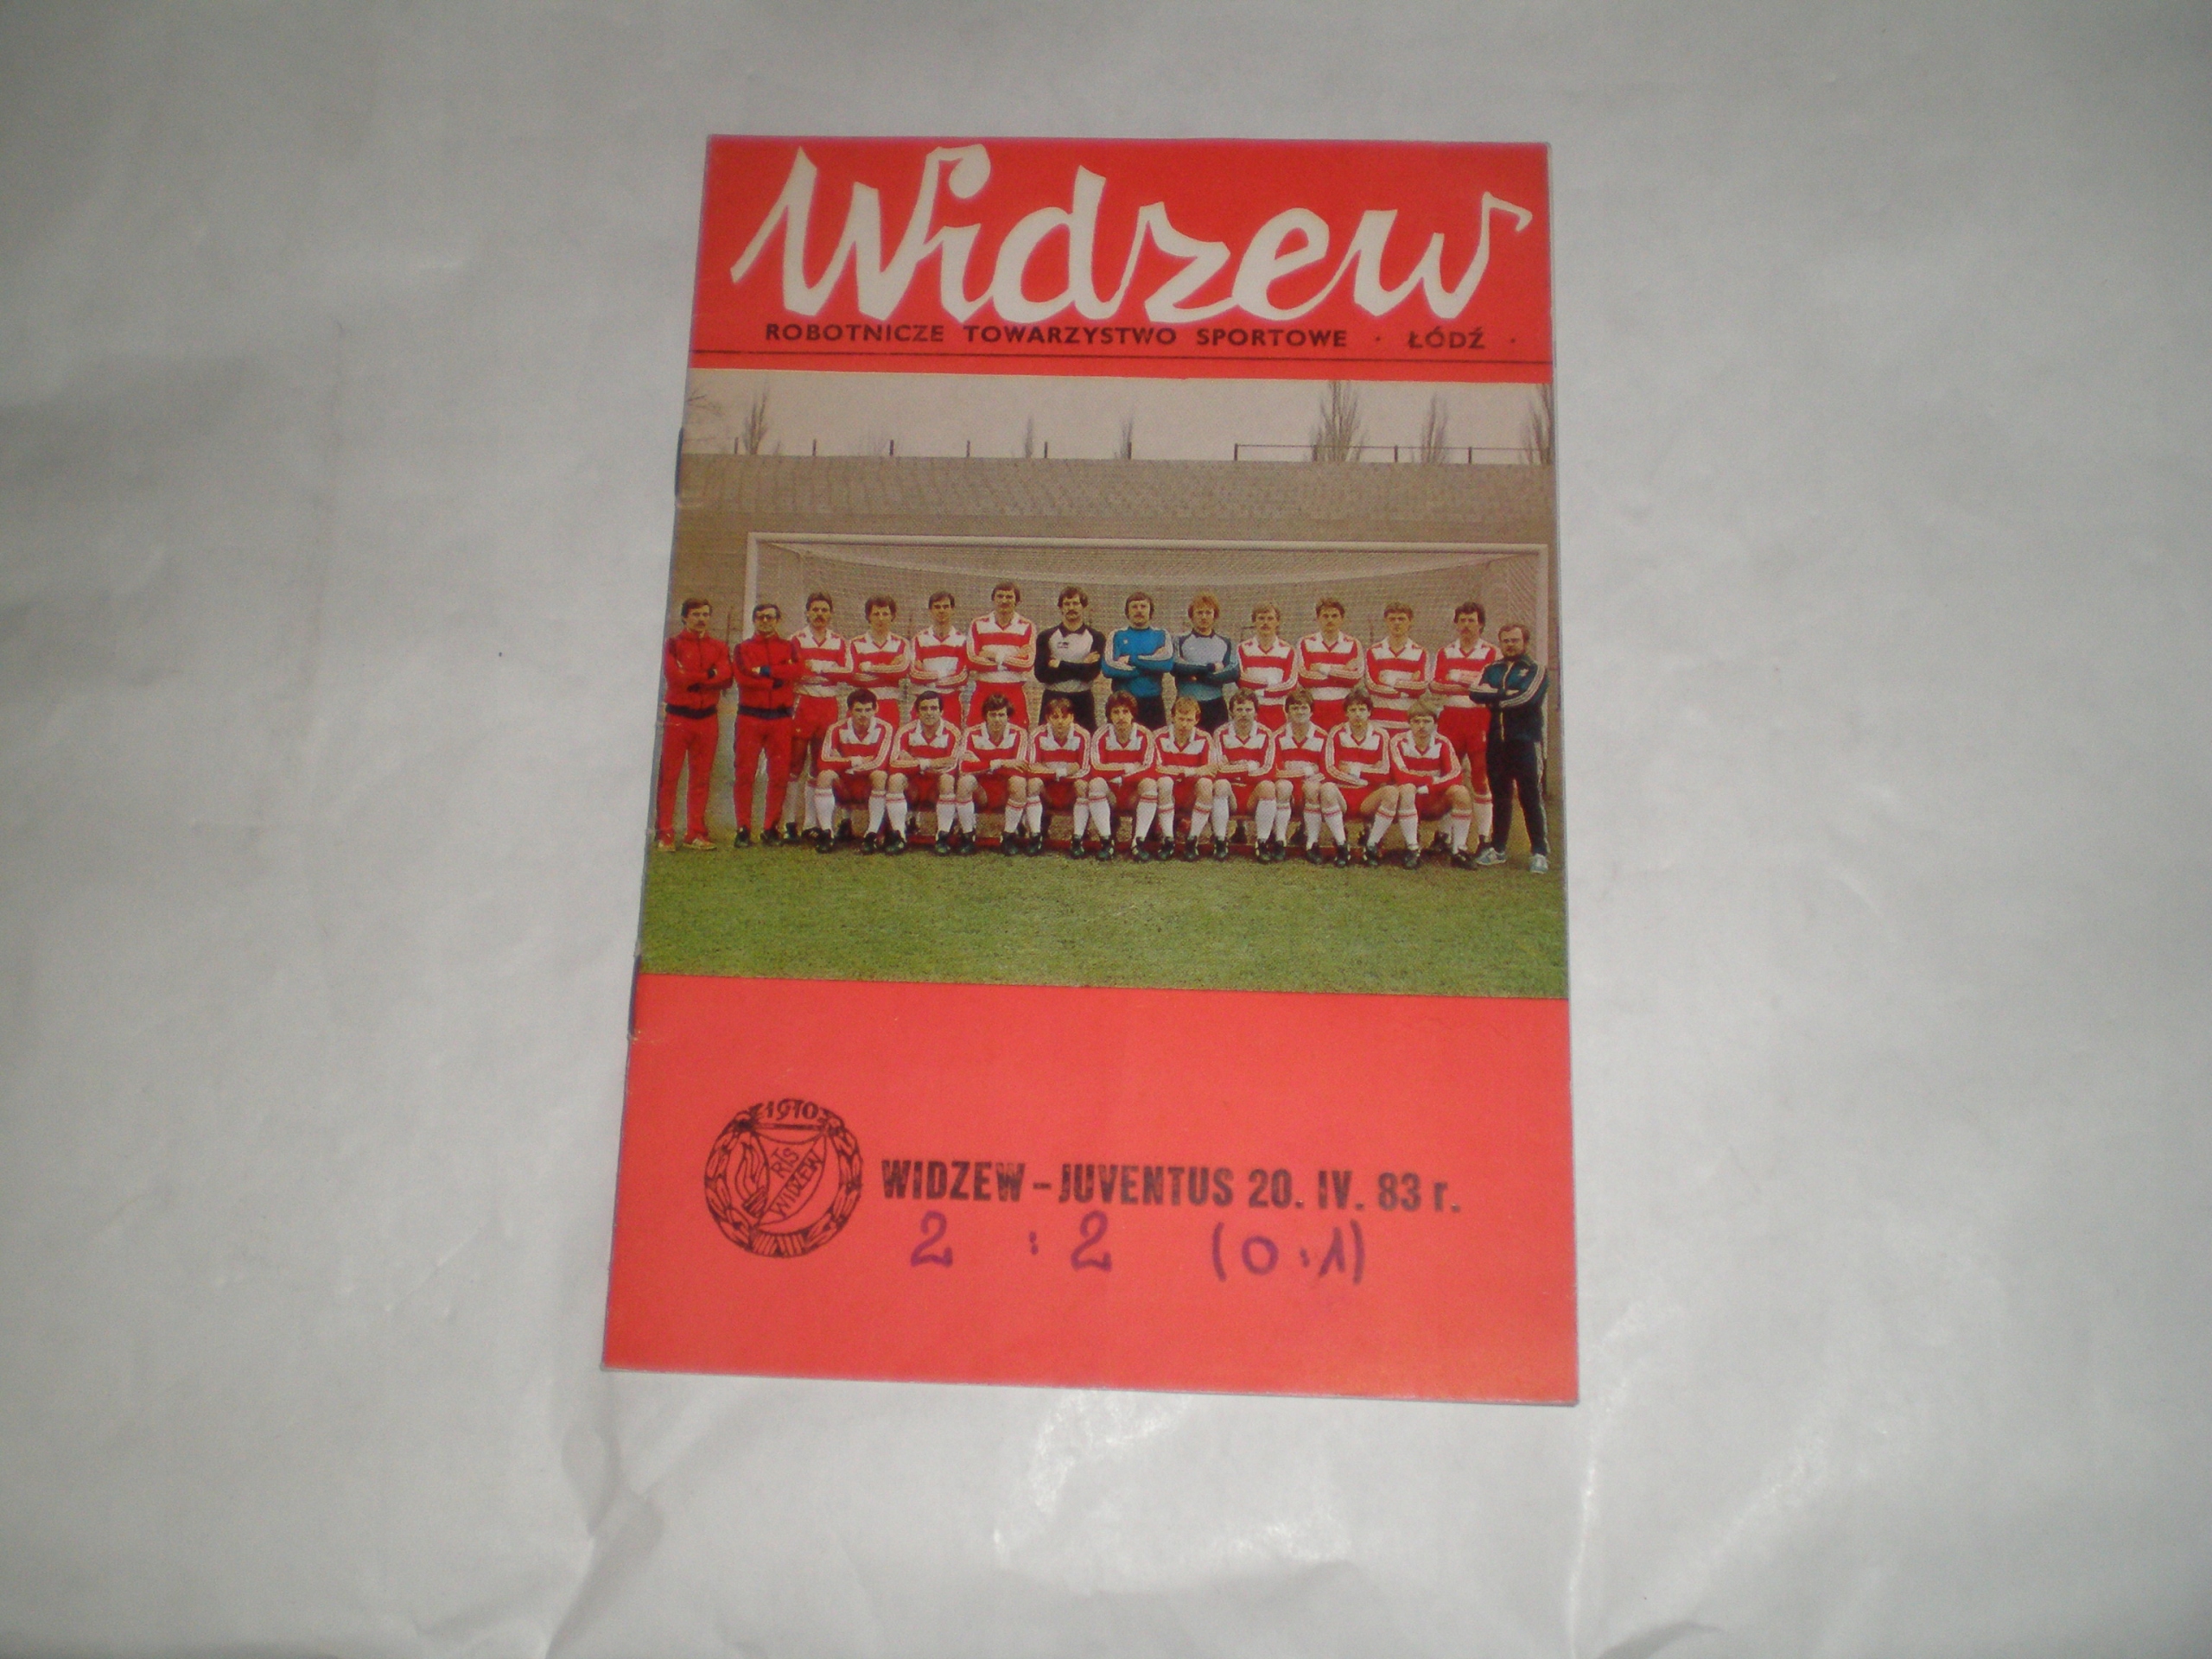 Widzew
ROBOTNICZE TOWARZYSTWO SPORTOWE · ŁÓDŹ ·
1910
RTS
WIDZEW
WIDZEW – JUVENTUS 20. IV. 83 r.
2 : 2 (0:1)